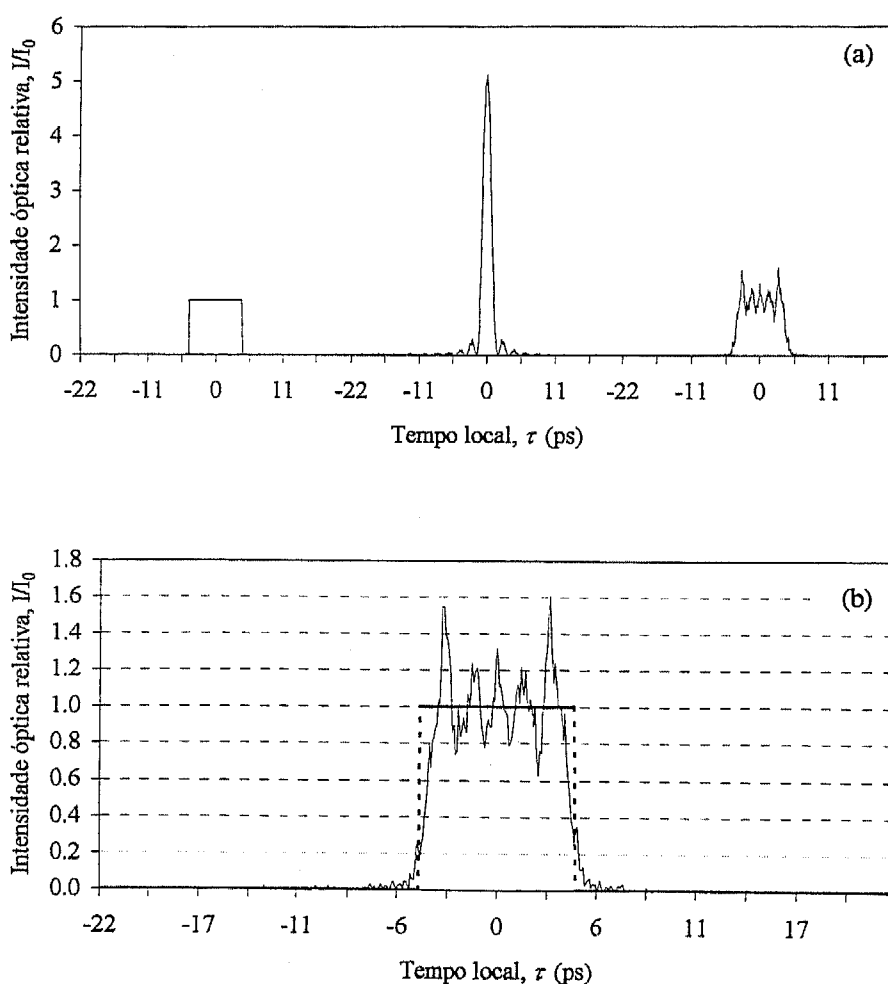 Intensidade óptica relativa, I/I₀
6
5
4
3
2
1
0
(a)
-22 -11 0 11 -22 -11 0 11 -22 -11 0 11
Tempo local, τ (ps)
Intensidade óptica relativa, I/I₀
1.8
1.6
1.4
1.2
1.0
0.8
0.6
0.4
0.2
0.0
(b)
-22 -17 -11 -6 0 6 11 17
Tempo local, τ (ps)